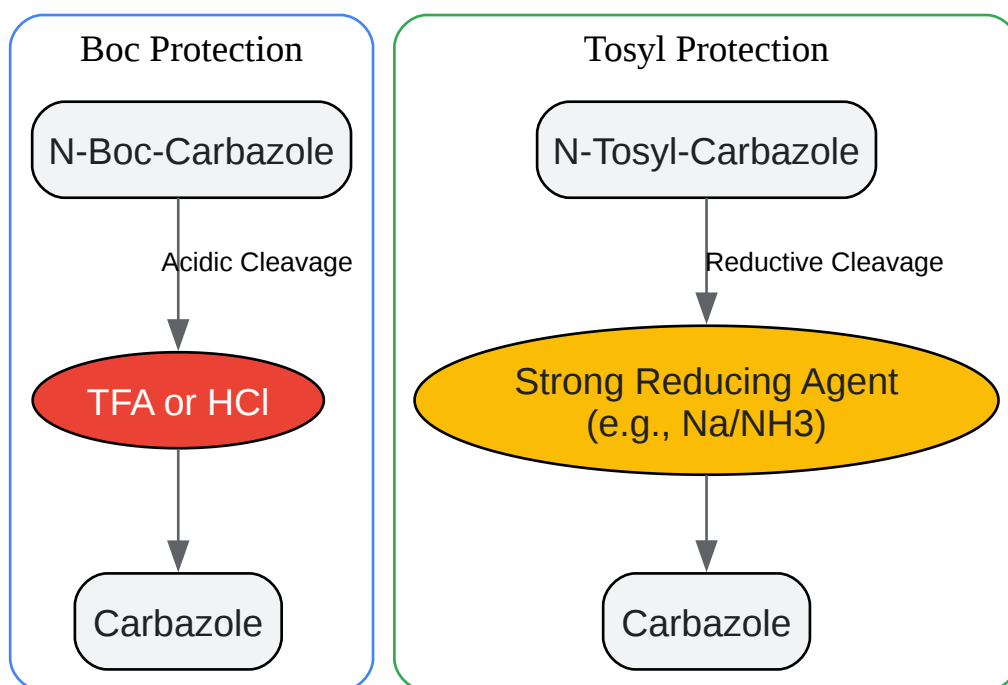 Boc Protection
N-Boc-Carbazole
Acidic Cleavage
TFA or HCl
Carbazole
Tosyl Protection
N-Tosyl-Carbazole
Reductive Cleavage
Strong Reducing Agent
(e.g., Na/NH3)
Carbazole